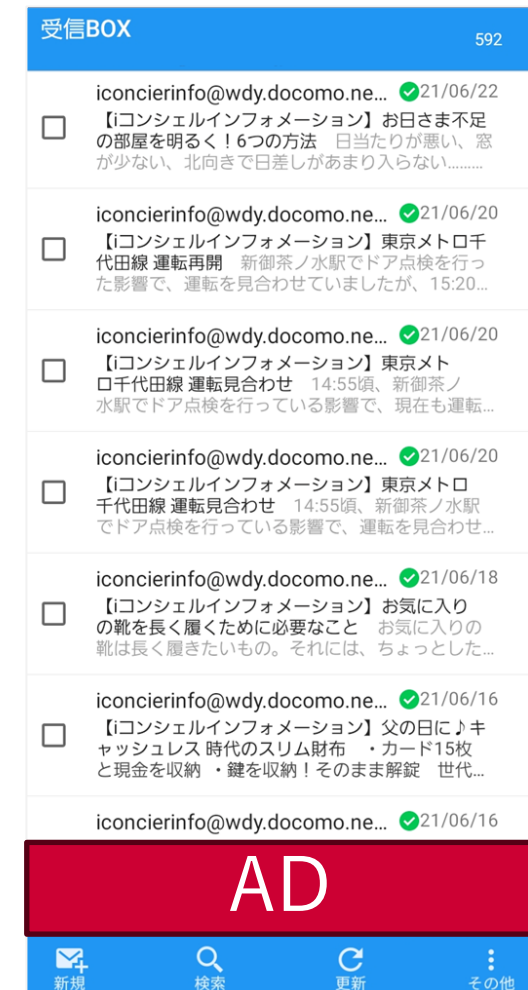 受信BOX
592
iconcierinfo@wdy.docomo.ne... 21/06/22
【iコンシェルインフォメーション】お日さま不足
の部屋を明るく！6つの方法　日当たりが悪い、窓
が少ない、北向きで日差しがあまり入らない………
iconcierinfo@wdy.docomo.ne... 21/06/20
【iコンシェルインフォメーション】東京メトロ千
代田線 運転再開　新御茶ノ水駅でドア点検を行っ
た影響で、運転を見合わせていましたが、15:20...
iconcierinfo@wdy.docomo.ne... 21/06/20
【iコンシェルインフォメーション】東京メト
ロ千代田線 運転見合わせ　14:55頃、新御茶ノ
水駅でドア点検を行っている影響で、現在も運転...
iconcierinfo@wdy.docomo.ne... 21/06/20
【iコンシェルインフォメーション】東京メトロ
千代田線 運転見合わせ　14:55頃、新御茶ノ水駅
でドア点検を行っている影響で、運転を見合わせ...
iconcierinfo@wdy.docomo.ne... 21/06/18
【iコンシェルインフォメーション】お気に入り
の靴を長く履くために必要なこと　お気に入りの
靴は長く履きたいもの。それには、ちょっとした...
iconcierinfo@wdy.docomo.ne... 21/06/16
【iコンシェルインフォメーション】父の日に♪キ
ャッシュレス 時代のスリム財布　・カード15枚
と現金を収納 ・鍵を収納！そのまま解錠　世代...
iconcierinfo@wdy.docomo.ne... 21/06/16
AD
新規 検索 更新 その他